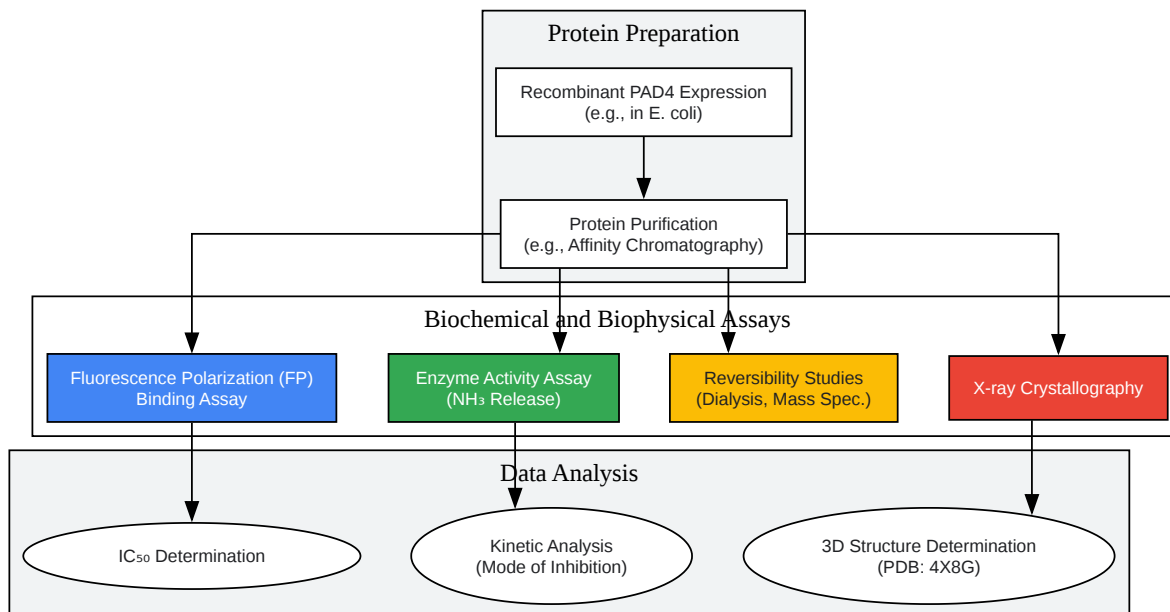 Protein Preparation
Recombinant PAD4 Expression
(e.g., in E. coli)
Protein Purification
(e.g., Affinity Chromatography)
Biochemical and Biophysical Assays
Fluorescence Polarization (FP)
Binding Assay
Enzyme Activity Assay
(NH₃ Release)
Reversibility Studies
(Dialysis, Mass Spec.)
X-ray Crystallography
Data Analysis
IC₅₀ Determination
Kinetic Analysis
(Mode of Inhibition)
3D Structure Determination
(PDB: 4X8G)